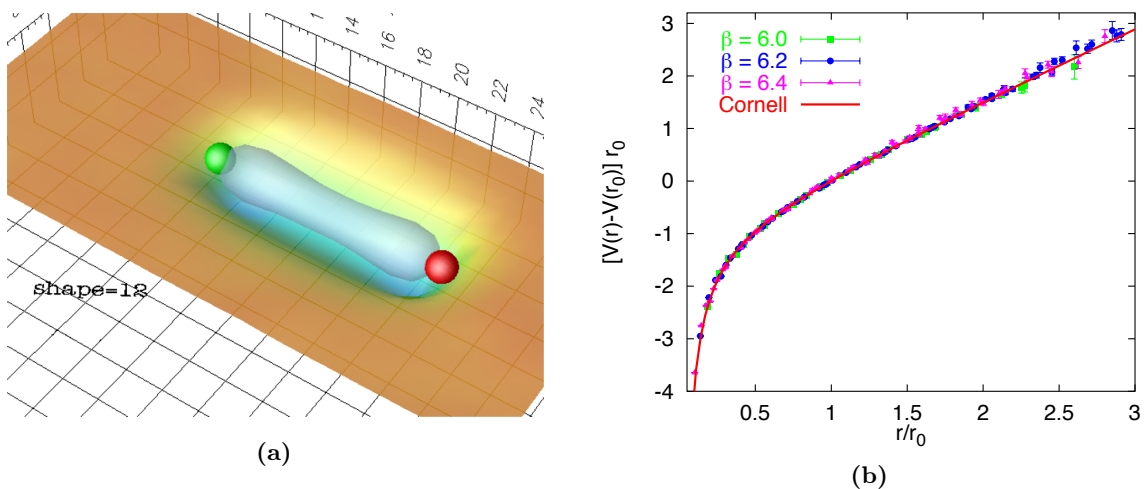 14
16
18
20
22
24
shape=12
(a)
[V(r)-V(r₀)] r₀
3
2
1
0
-1
-2
-3
-4
β = 6.0
β = 6.2
β = 6.4
Cornell
0.5 1 1.5 2 2.5 3
r/r₀
(b)